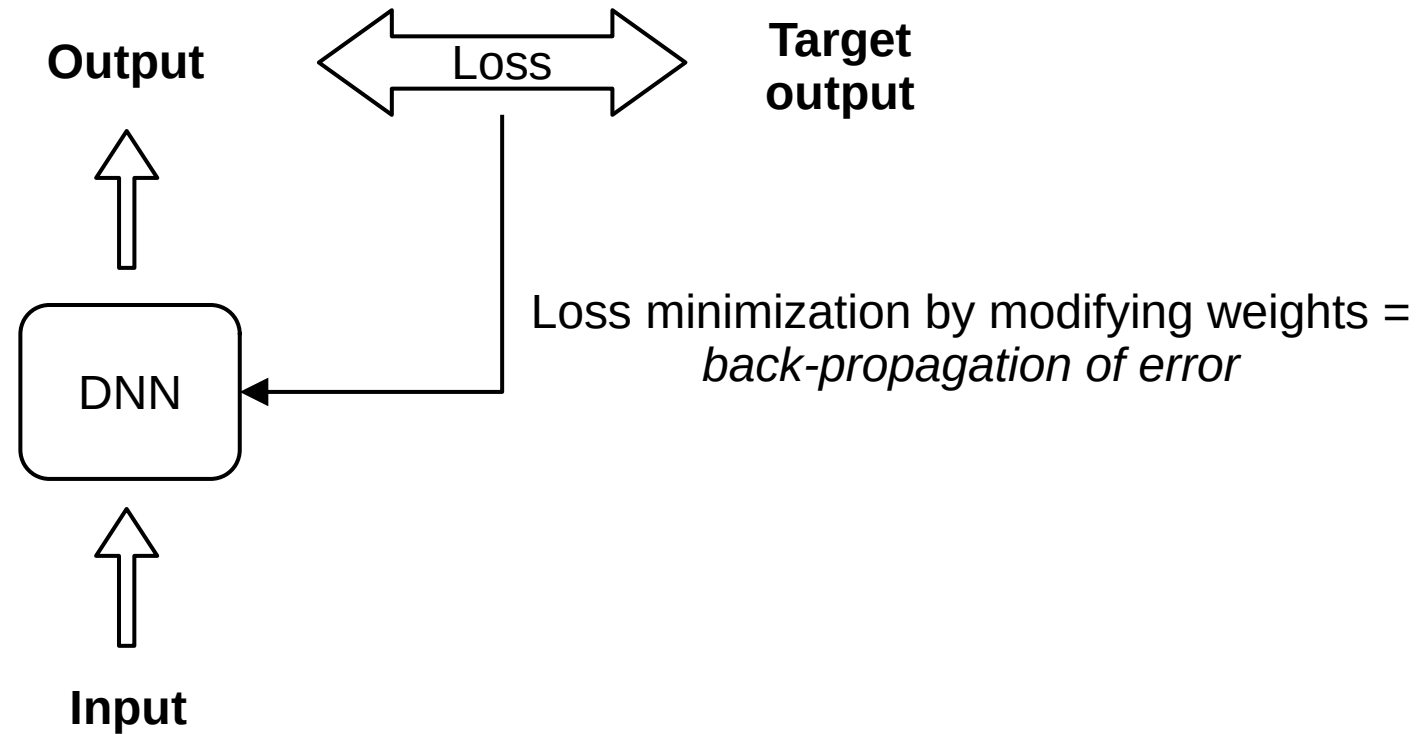 Output
Loss
Target
output
Loss minimization by modifying weights =
back-propagation of error
DNN
Input